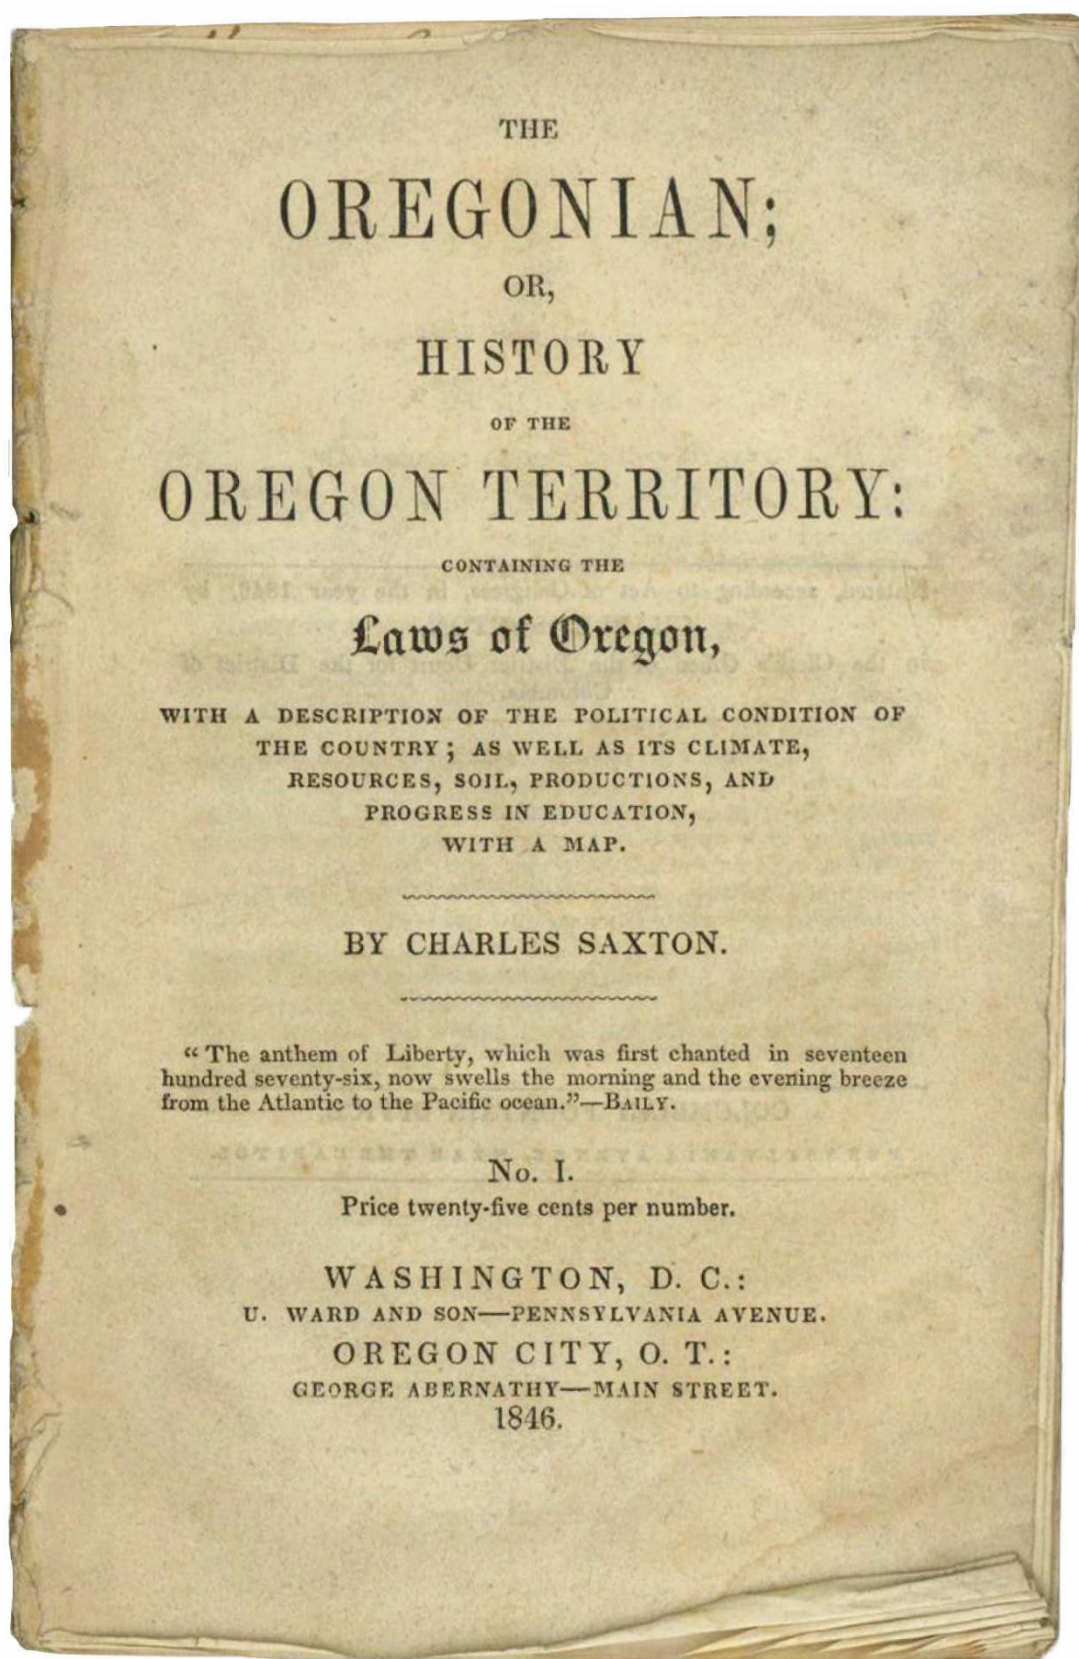 THE
OREGONIAN;
OR,
HISTORY
OF THE
OREGON TERRITORY:
CONTAINING THE
Laws of Oregon,
WITH A DESCRIPTION OF THE POLITICAL CONDITION OF
THE COUNTRY; AS WELL AS ITS CLIMATE,
RESOURCES, SOIL, PRODUCTIONS, AND
PROGRESS IN EDUCATION,
WITH A MAP.
BY CHARLES SAXTON.
"The anthem of Liberty, which was first chanted in seventeen
hundred seventy-six, now swells the morning and the evening breeze
from the Atlantic to the Pacific ocean."—BAILY.
No. I.
Price twenty-five cents per number.
WASHINGTON, D. C.:
U. WARD AND SON—PENNSYLVANIA AVENUE.
OREGON CITY, O. T.:
GEORGE ABERNATHY—MAIN STREET.
1846.